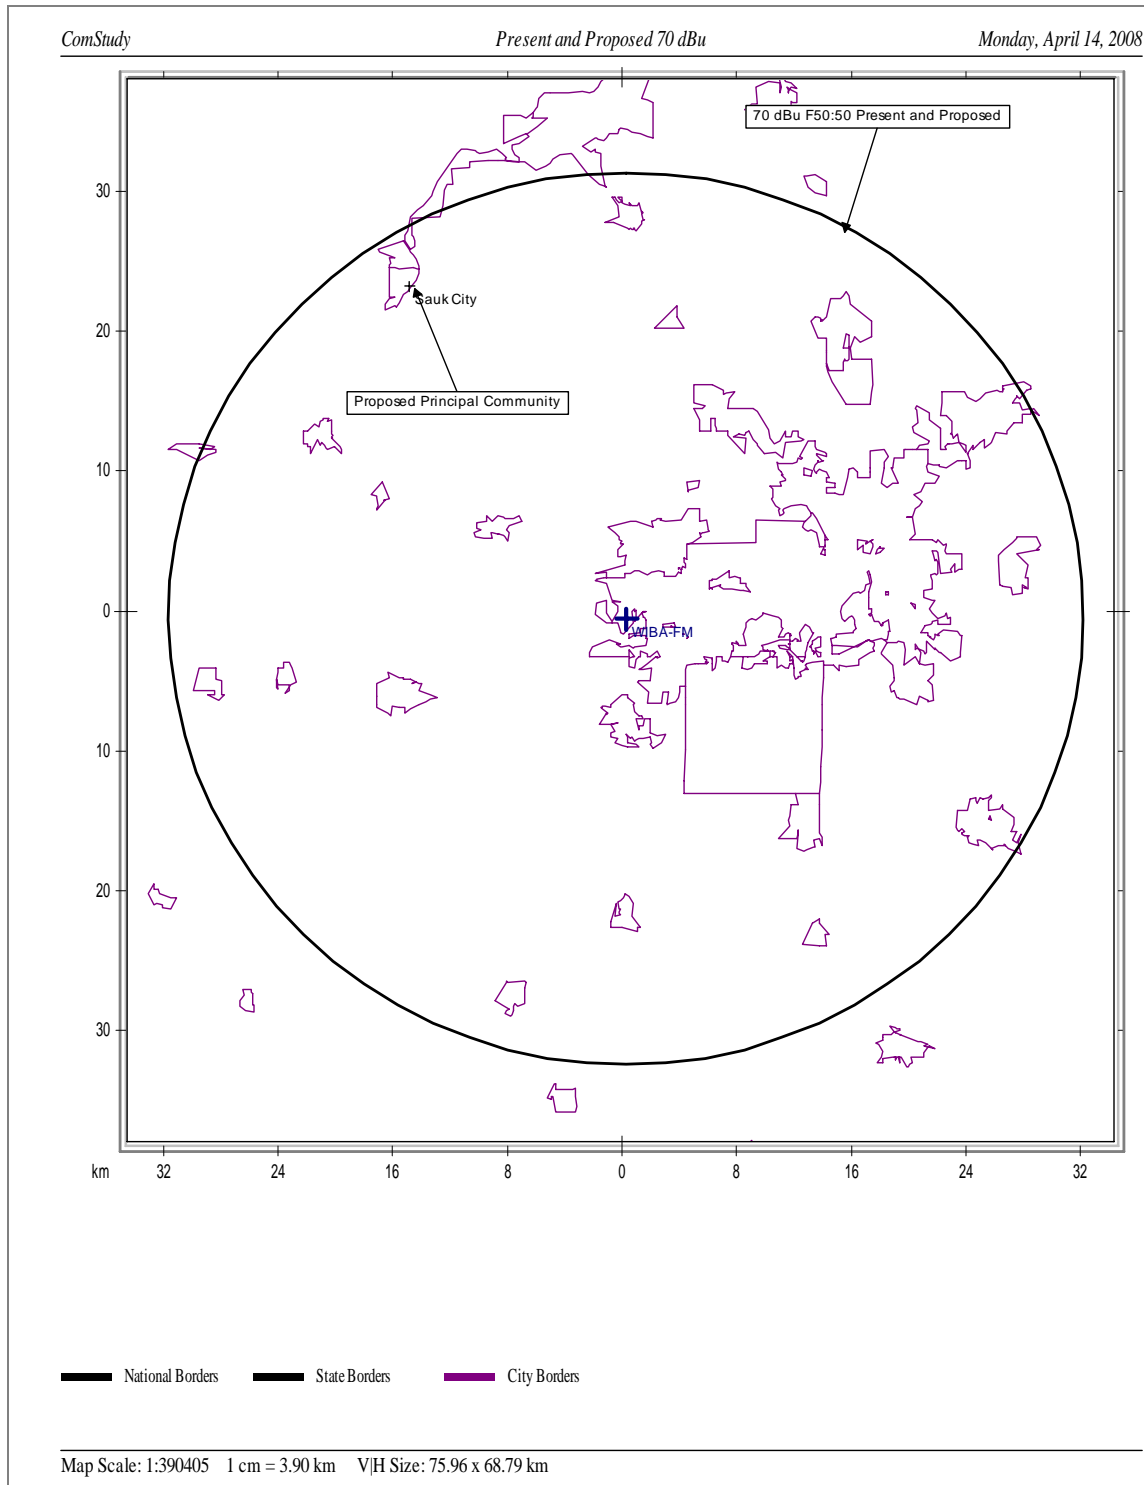 ComStudy Present and Proposed 70 dBu Monday, April 14, 2008
70 dBu F50:50 Present and Proposed
30
Sauk City
20
Proposed Principal Community
10
0
WIBA-FM
10
20
30
km 32 24 16 8 0 8 16 24 32
National Borders State Borders City Borders
Map Scale: 1:390405 1 cm = 3.90 km V|H Size: 75.96 x 68.79 km